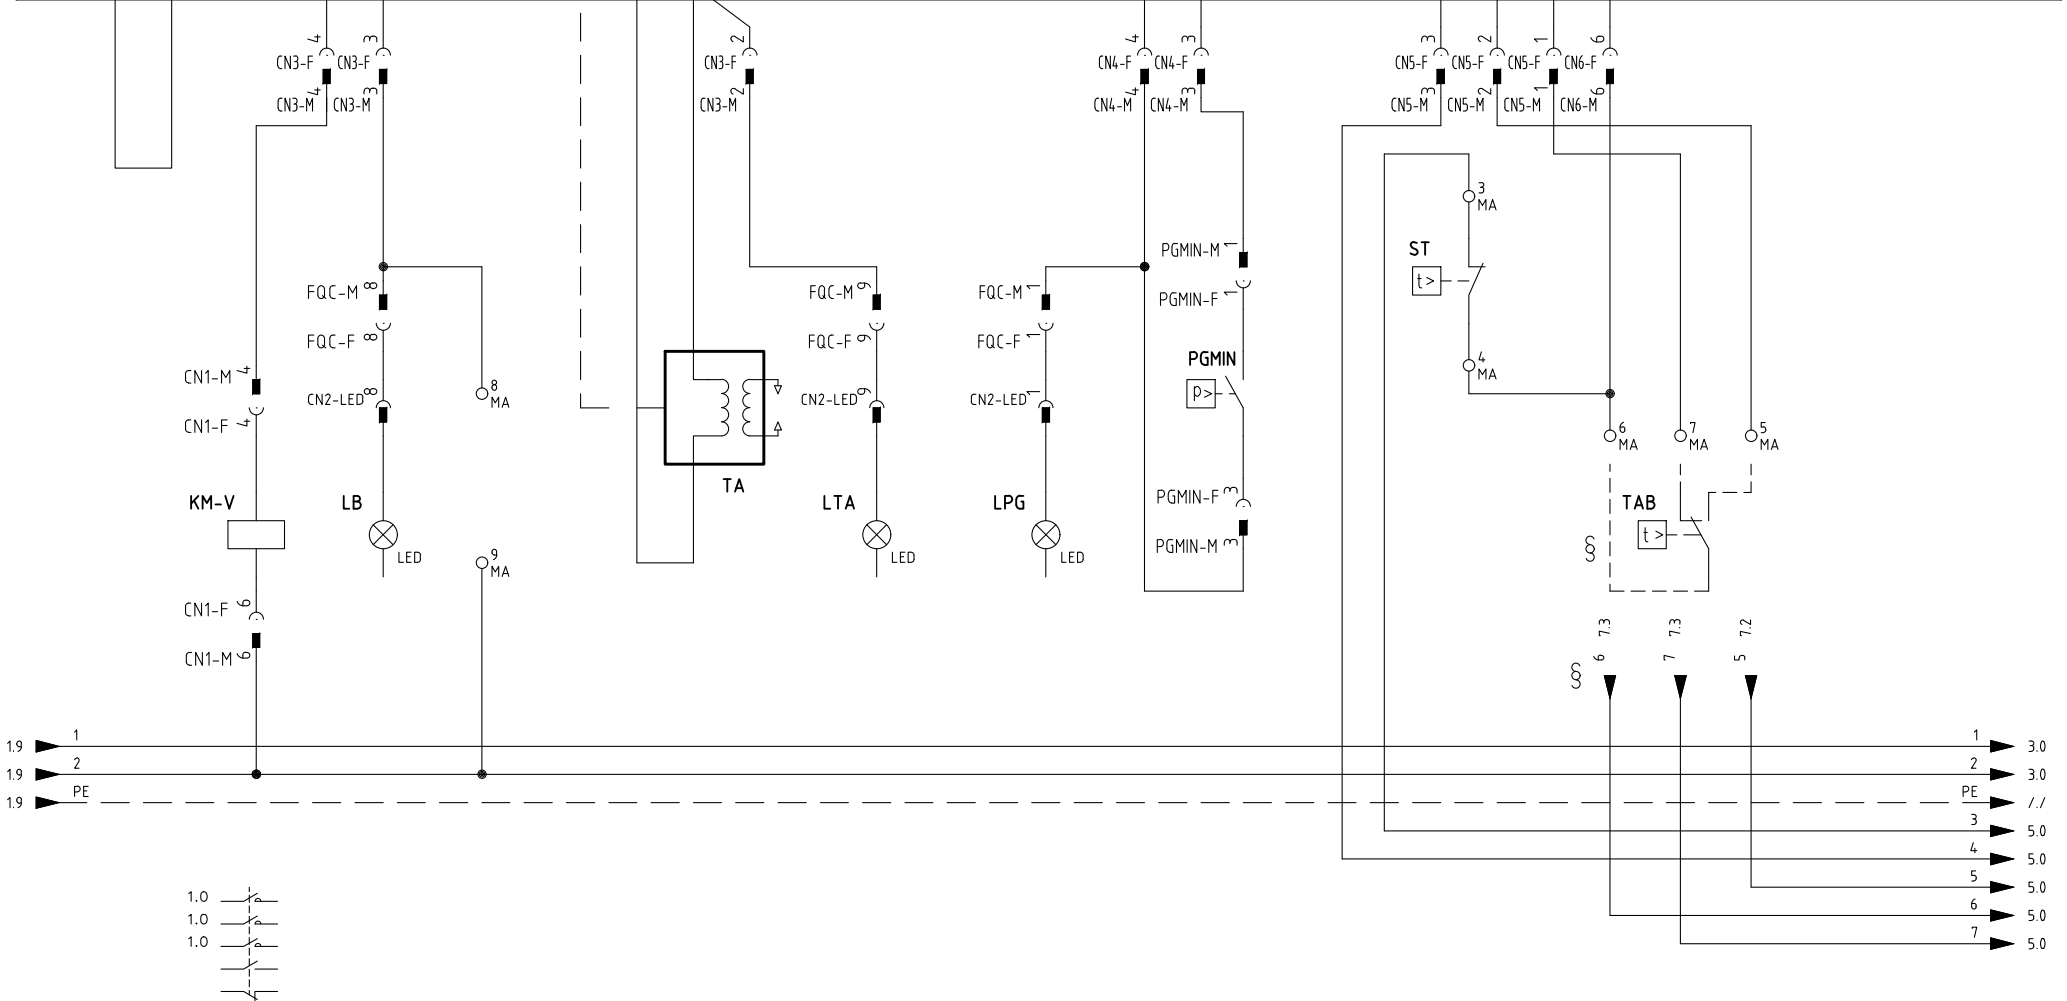 4 3 2 4 3 3 2 1 6
CN3-F CN3-F CN3-F CN4-F CN4-F CN5-F CN5-F CN5-F CN6-F
4 3 2 4 3 3 2 1 6
CN3-M CN3-M CN3-M CN4-M CN4-M CN5-M CN5-M CN5-M CN6-M
3
MA
PGMIN-M 1
ST
t>
FQC-M 8 FQC-M 9 FQC-M 1 PGMIN-F 1
FQC-F 8 FQC-F 9 FQC-F 1
PGMIN
4
MA
CN1-M 4
8
MA
p>
CN2-LED 8 CN2-LED 9 CN2-LED 1
CN1-F 4
6 7 5
MA MA MA
TA
KM-V LB LTA LPG PGMIN-F 3 TAB
t>
PGMIN-M 3 §
LED LED LED
9
MA
CN1-F 6
7.3 7.3 7.2
CN1-M 6
§ 6 7 5
1.9 1 1 3.0
1.9 2 2 3.0
1.9 PE PE /./
3 5.0
4 5.0
5 5.0
6 5.0
7 5.0
1.0
1.0
1.0